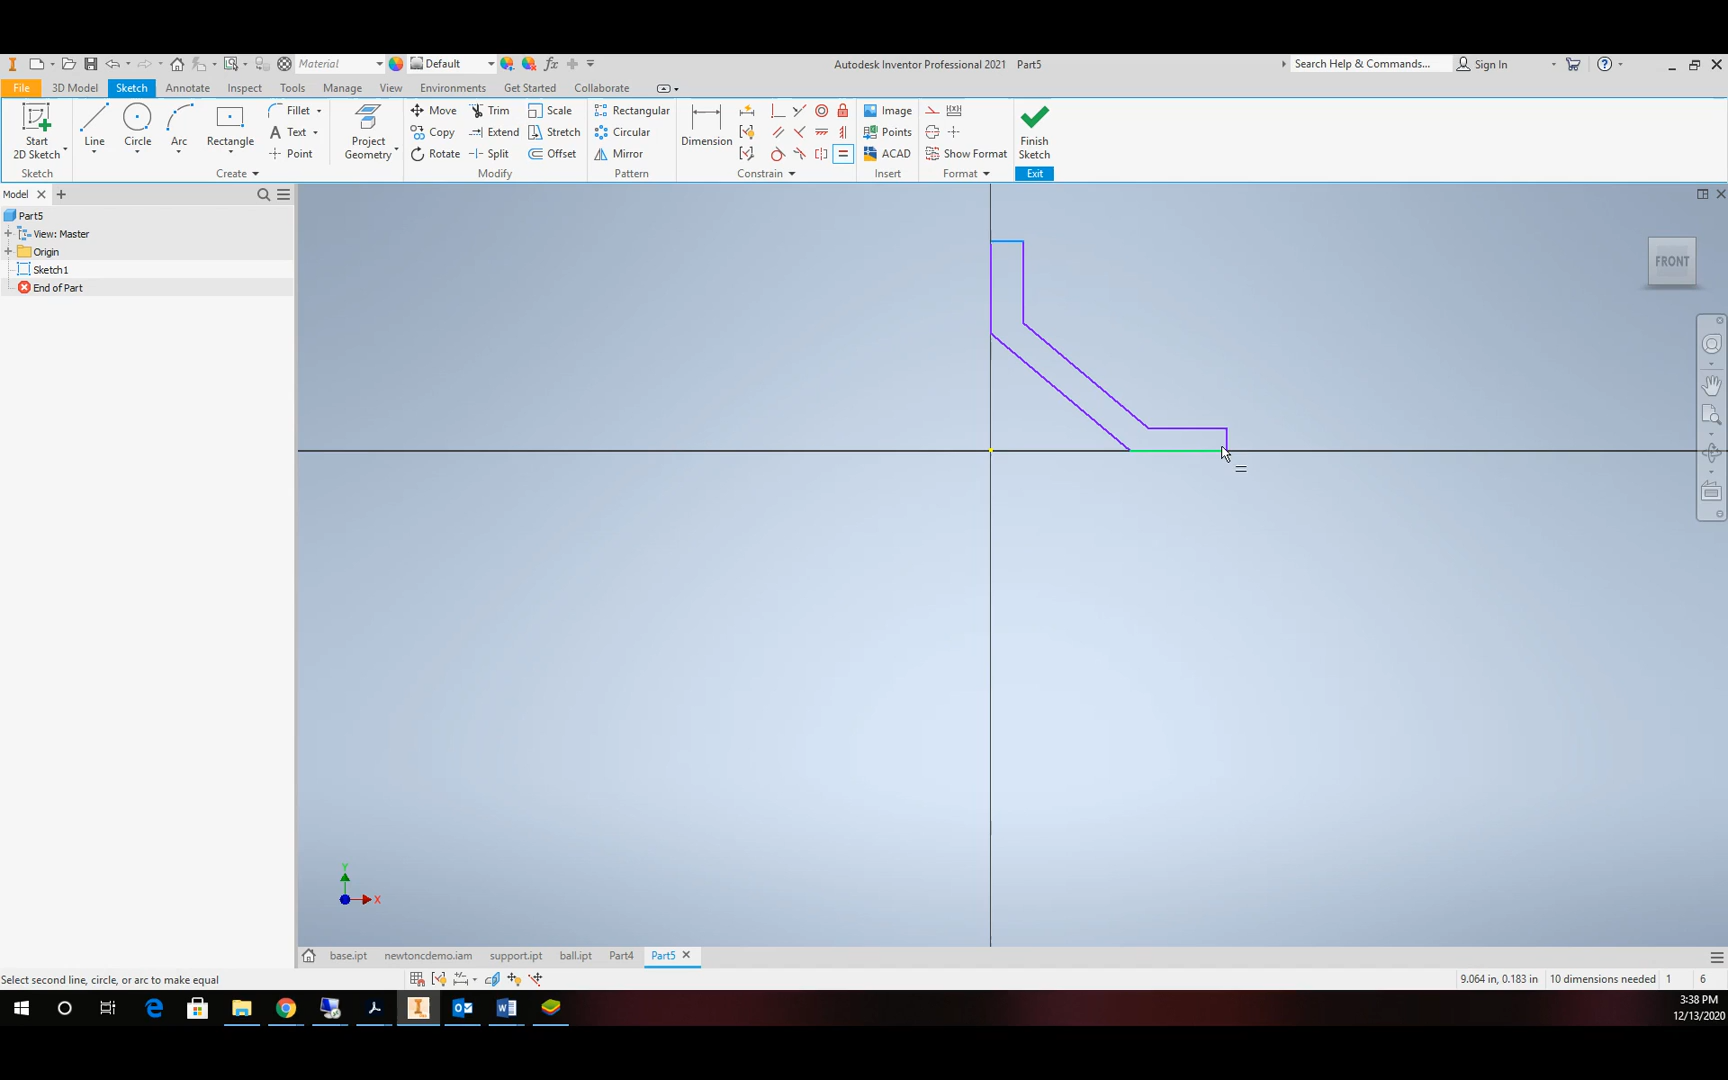 Material
Default
Autodesk Inventor Professional 2021 Part5
Search Help & Commands...
Sign In
File 3D Model Sketch Annotate Inspect Tools Manage View Environments Get Started Collaborate
Start
2D Sketch
Line
Circle
Arc
Rectangle
Fillet
Text
Point
Project
Geometry
Move
Copy
Rotate
Trim
Extend
Split
Scale
Stretch
Offset
Rectangular
Circular
Mirror
Dimension
Image
Points
ACAD
Show Format
Finish
Sketch
Sketch Create Modify Pattern Constrain Insert Format Exit
Model
Part5
View: Master
Origin
Sketch1
End of Part
FRONT
Y
X
base.ipt newtoncdemo.iam support.ipt ball.ipt Part4 Part5
Select second line, circle, or arc to make equal
9.064 in, 0.183 in 10 dimensions needed 1 6
3:38 PM
12/13/2020